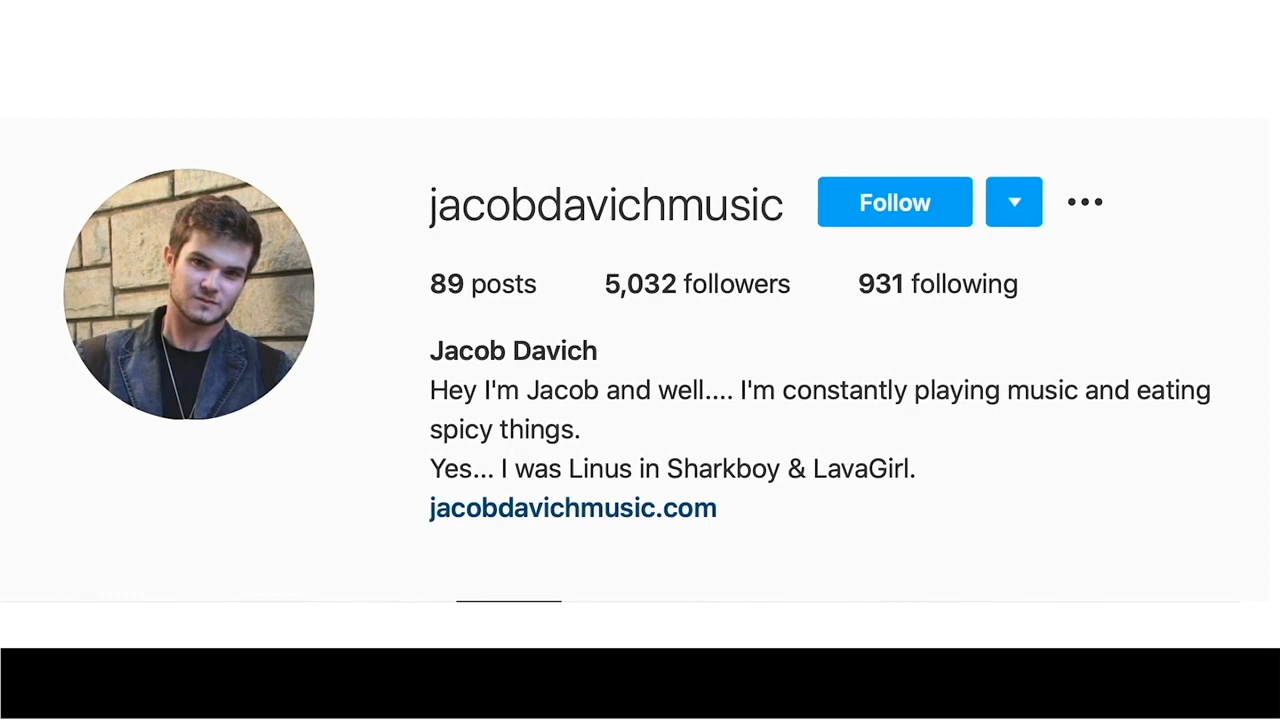 jacobdavichmusic Follow
89 posts 5,032 followers 931 following
Jacob Davich
Hey I'm Jacob and well.... I'm constantly playing music and eating
spicy things.
Yes... I was Linus in Sharkboy & LavaGirl.
jacobdavichmusic.com